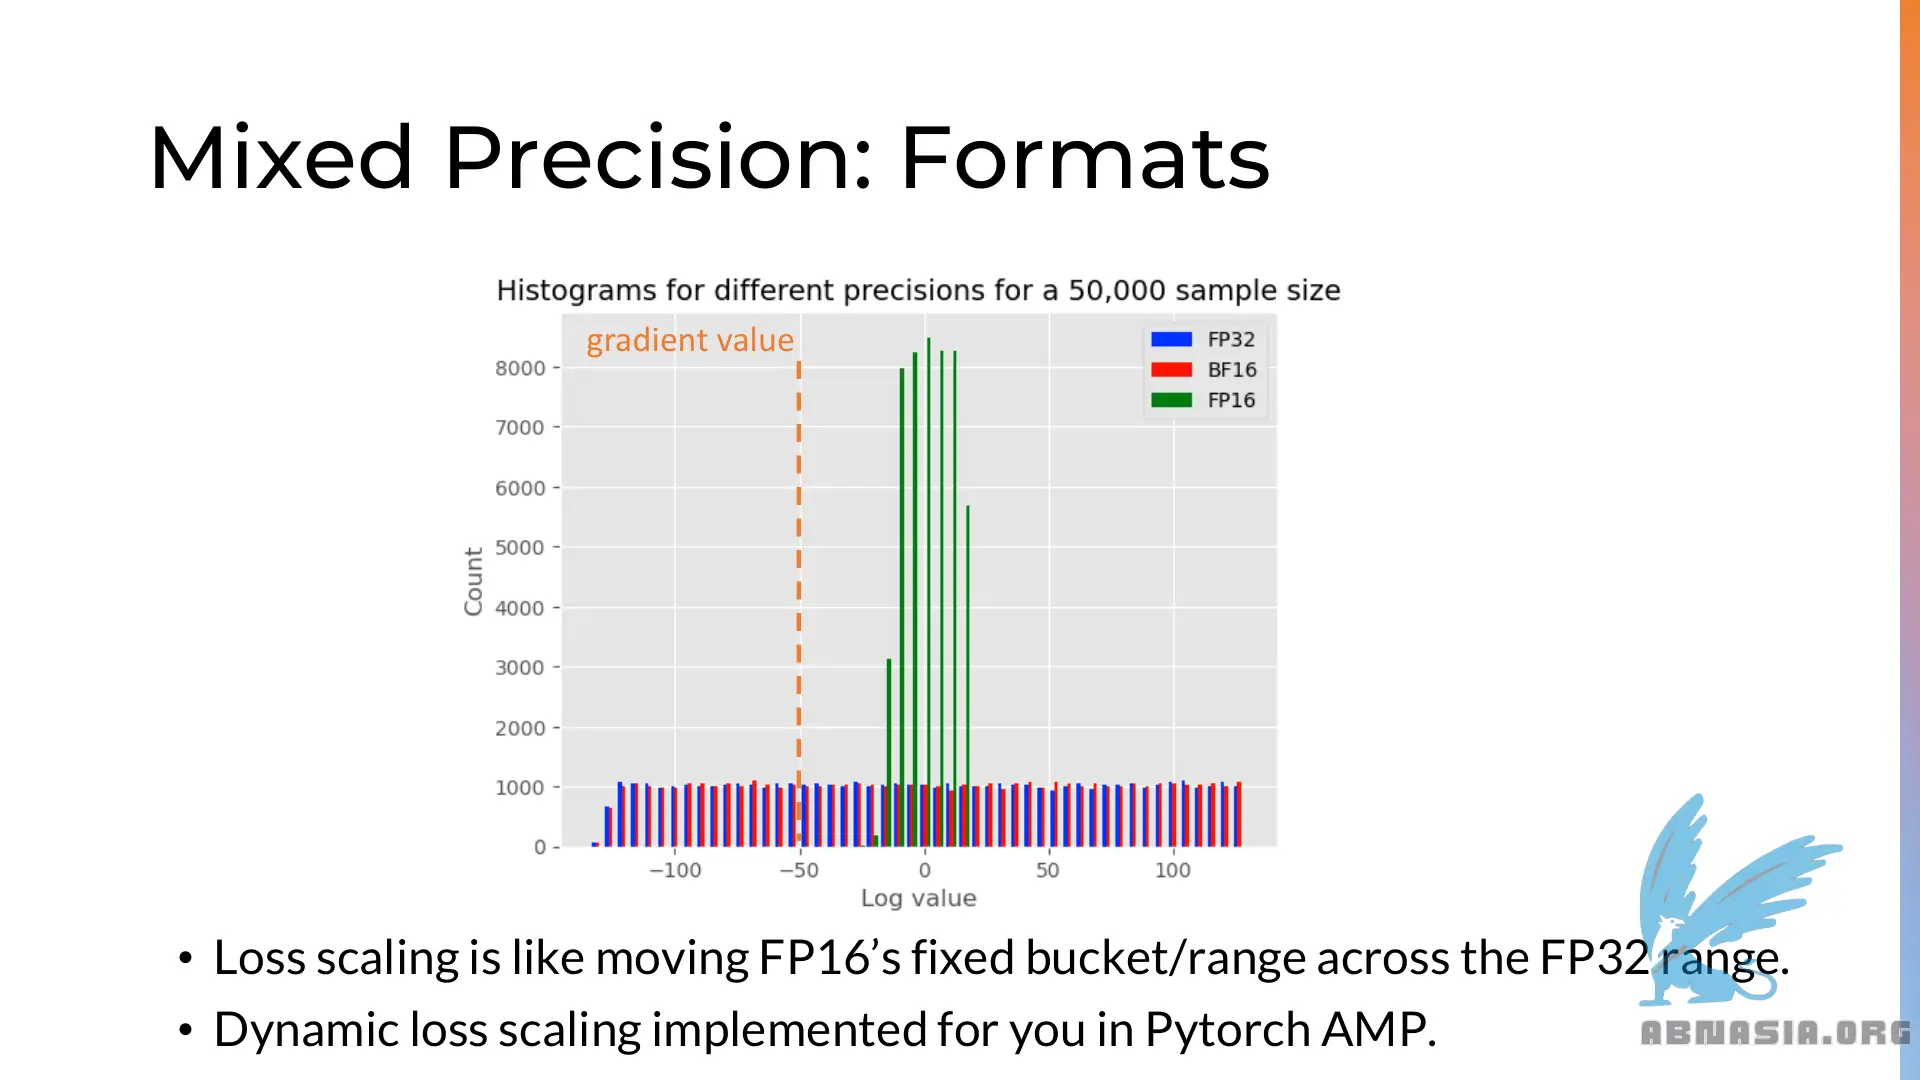 Mixed Precision: Formats
Histograms for different precisions for a 50,000 sample size
gradient value
FP32
BF16
FP16
8000
7000
6000
5000
4000
3000
2000
1000
0
Count
−100 −50 0 50 100
Log value
• Loss scaling is like moving FP16’s fixed bucket/range across the FP32 range.
• Dynamic loss scaling implemented for you in Pytorch AMP.
ABNASIA.ORG